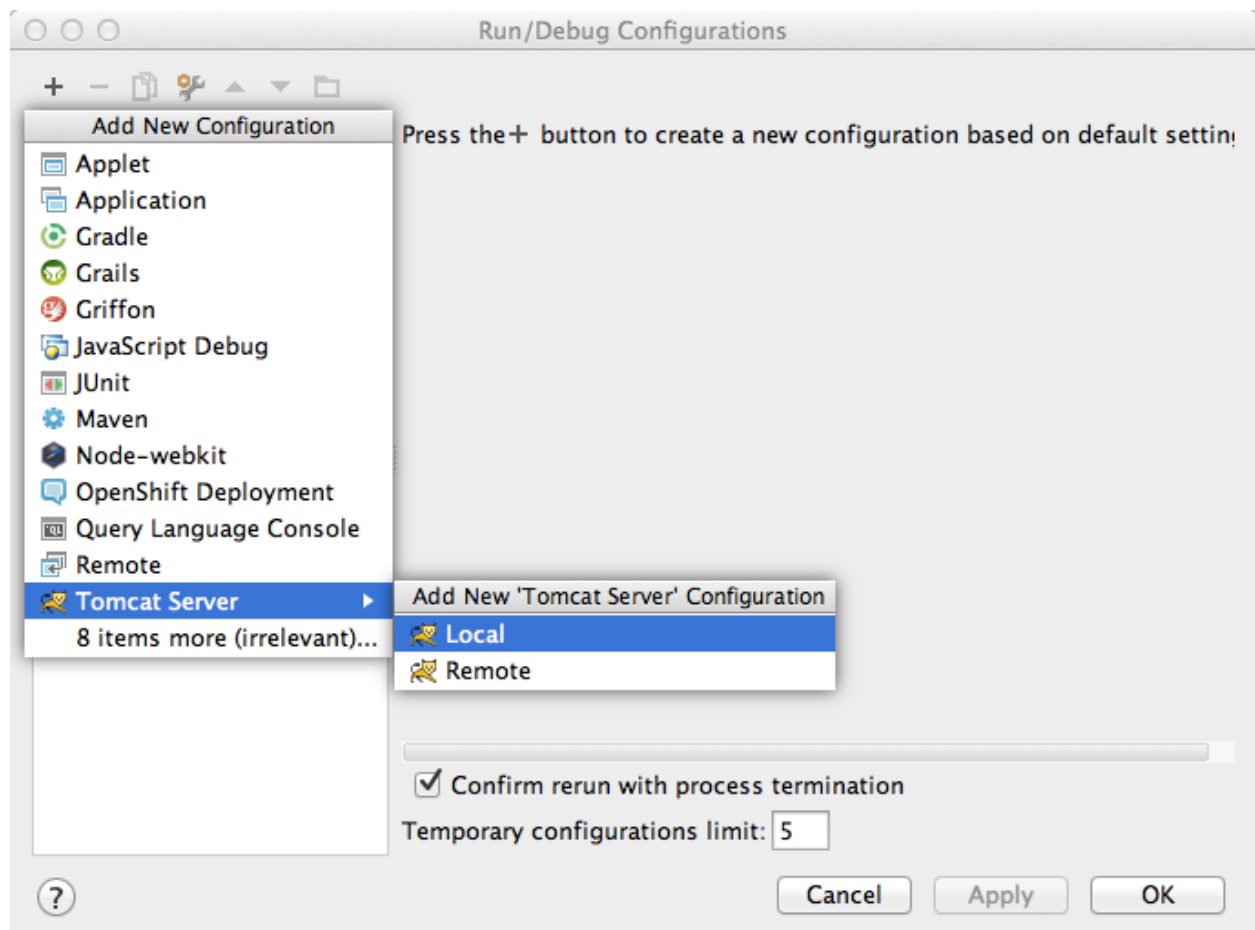 Run/Debug Configurations
Add New Configuration
Press the + button to create a new configuration based on default
Applet
Application
Gradle
Grails
Griffon
JavaScript Debug
JUnit
Maven
Node-webkit
OpenShift Deployment
Query Language Console
Remote
Tomcat Server
8 items more (irrelevant)...
Add New 'Tomcat Server' Configuration
Local
Remote
Confirm rerun with process termination
Temporary configurations limit: 5
?
Cancel
Apply
OK